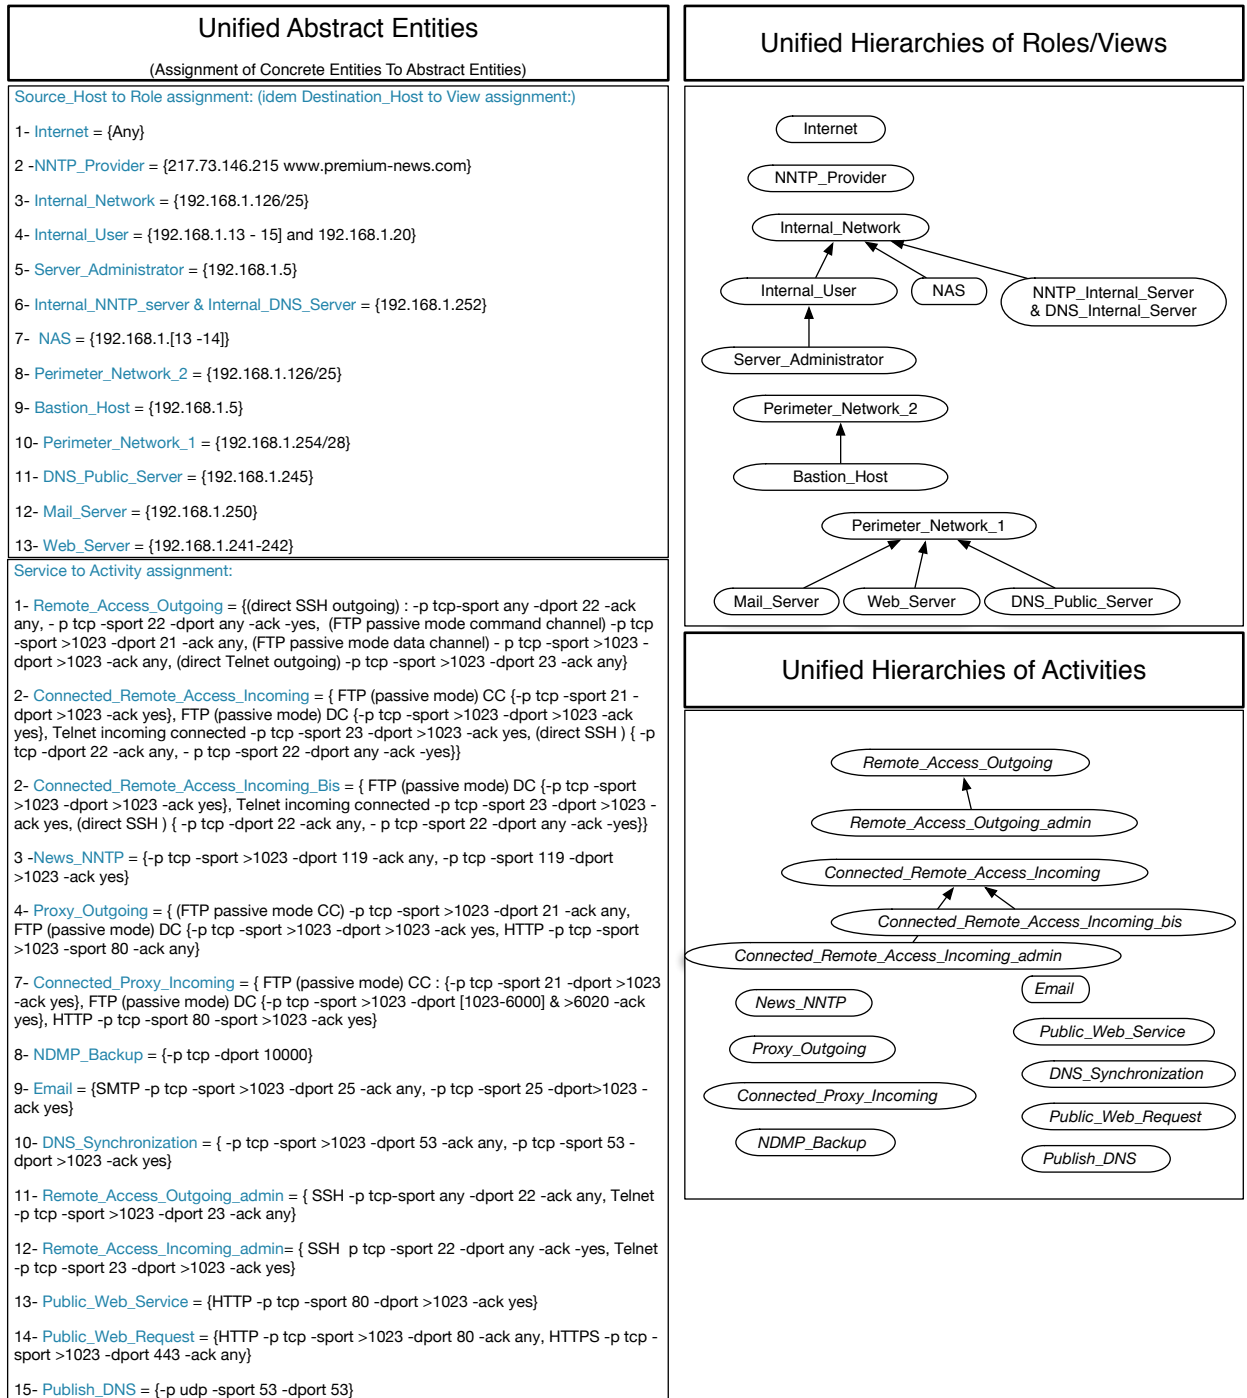 Unified Abstract Entities
(Assignment of Concrete Entities To Abstract Entities)
Source_Host to Role assignment: (idem Destination_Host to View assignment:)
1- Internet = {Any}
2 -NNTP_Provider = {217.73.146.215 www.premium-news.com}
3- Internal_Network = {192.168.1.126/25}
4- Internal_User = {192.168.1.13 - 15] and 192.168.1.20}
5- Server_Administrator = {192.168.1.5}
6- Internal_NNTP_server & Internal_DNS_Server = {192.168.1.252}
7- NAS = {192.168.1.[13 -14]}
8- Perimeter_Network_2 = {192.168.1.126/25}
9- Bastion_Host = {192.168.1.5}
10- Perimeter_Network_1 = {192.168.1.254/28}
11- DNS_Public_Server = {192.168.1.245}
12- Mail_Server = {192.168.1.250}
13- Web_Server = {192.168.1.241-242}
Service to Activity assignment:
1- Remote_Access_Outgoing = {(direct SSH outgoing) : -p tcp-sport any -dport 22 -ack
any, - p tcp -sport 22 -dport any -ack -yes, (FTP passive mode command channel) -p tcp
-sport >1023 -dport 21 -ack any, (FTP passive mode data channel) - p tcp -sport >1023 -
dport >1023 -ack any, (direct Telnet outgoing) -p tcp -sport >1023 -dport 23 -ack any}
2- Connected_Remote_Access_Incoming = { FTP (passive mode) CC {-p tcp -sport 21 -
dport >1023 -ack yes}, FTP (passive mode) DC {-p tcp -sport >1023 -dport >1023 -ack
yes}, Telnet incoming connected -p tcp -sport 23 -dport >1023 -ack yes, (direct SSH ) { -p
tcp -dport 22 -ack any, - p tcp -sport 22 -dport any -ack -yes}}
2- Connected_Remote_Access_Incoming_Bis = { FTP (passive mode) DC {-p tcp -sport
>1023 -dport >1023 -ack yes}, Telnet incoming connected -p tcp -sport 23 -dport >1023 -
ack yes, (direct SSH ) { -p tcp -dport 22 -ack any, - p tcp -sport 22 -dport any -ack -yes}}
3 -News_NNTP = {-p tcp -sport >1023 -dport 119 -ack any, -p tcp -sport 119 -dport
>1023 -ack yes}
4- Proxy_Outgoing = { (FTP passive mode CC) -p tcp -sport >1023 -dport 21 -ack any,
FTP (passive mode) DC {-p tcp -sport >1023 -dport >1023 -ack yes, HTTP -p tcp -sport
>1023 -sport 80 -ack any}
7- Connected_Proxy_Incoming = { FTP (passive mode) CC : {-p tcp -sport 21 -dport >1023
-ack yes}, FTP (passive mode) DC {-p tcp -sport >1023 -dport [1023-6000] & >6020 -ack
yes}, HTTP -p tcp -sport 80 -sport >1023 -ack yes}
8- NDMP_Backup = {-p tcp -dport 10000}
9- Email = {SMTP -p tcp -sport >1023 -dport 25 -ack any, -p tcp -sport 25 -dport>1023 -
ack yes}
10- DNS_Synchronization = { -p tcp -sport >1023 -dport 53 -ack any, -p tcp -sport 53 -
dport >1023 -ack yes}
11- Remote_Access_Outgoing_admin = { SSH -p tcp-sport any -dport 22 -ack any, Telnet
-p tcp -sport >1023 -dport 23 -ack any}
12- Remote_Access_Incoming_admin= { SSH p tcp -sport 22 -dport any -ack -yes, Telnet
-p tcp -sport 23 -dport >1023 -ack yes}
13- Public_Web_Service = {HTTP -p tcp -sport 80 -dport >1023 -ack yes}
14- Public_Web_Request = {HTTP -p tcp -sport >1023 -dport 80 -ack any, HTTPS -p tcp -
sport >1023 -dport 443 -ack any}
15- Publish_DNS = {-p udp -sport 53 -dport 53}
Unified Hierarchies of Roles/Views
Internet
NNTP_Provider
Internal_Network
Internal_User
NAS
NNTP_Internal_Server
& DNS_Internal_Server
Server_Administrator
Perimeter_Network_2
Bastion_Host
Perimeter_Network_1
Mail_Server
Web_Server
DNS_Public_Server
Unified Hierarchies of Activities
Remote_Access_Outgoing
Remote_Access_Outgoing_admin
Connected_Remote_Access_Incoming
Connected_Remote_Access_Incoming_bis
Connected_Remote_Access_Incoming_admin
Email
News_NNTP
Public_Web_Service
Proxy_Outgoing
DNS_Synchronization
Connected_Proxy_Incoming
Public_Web_Request
NDMP_Backup
Publish_DNS